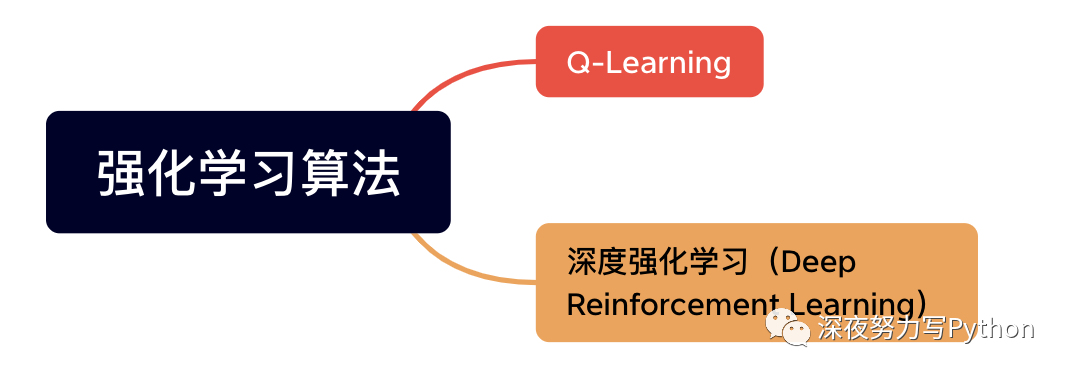 强化学习算法
Q-Learning
深度强化学习（Deep
Reinforcement Learning）
深夜努力写Python